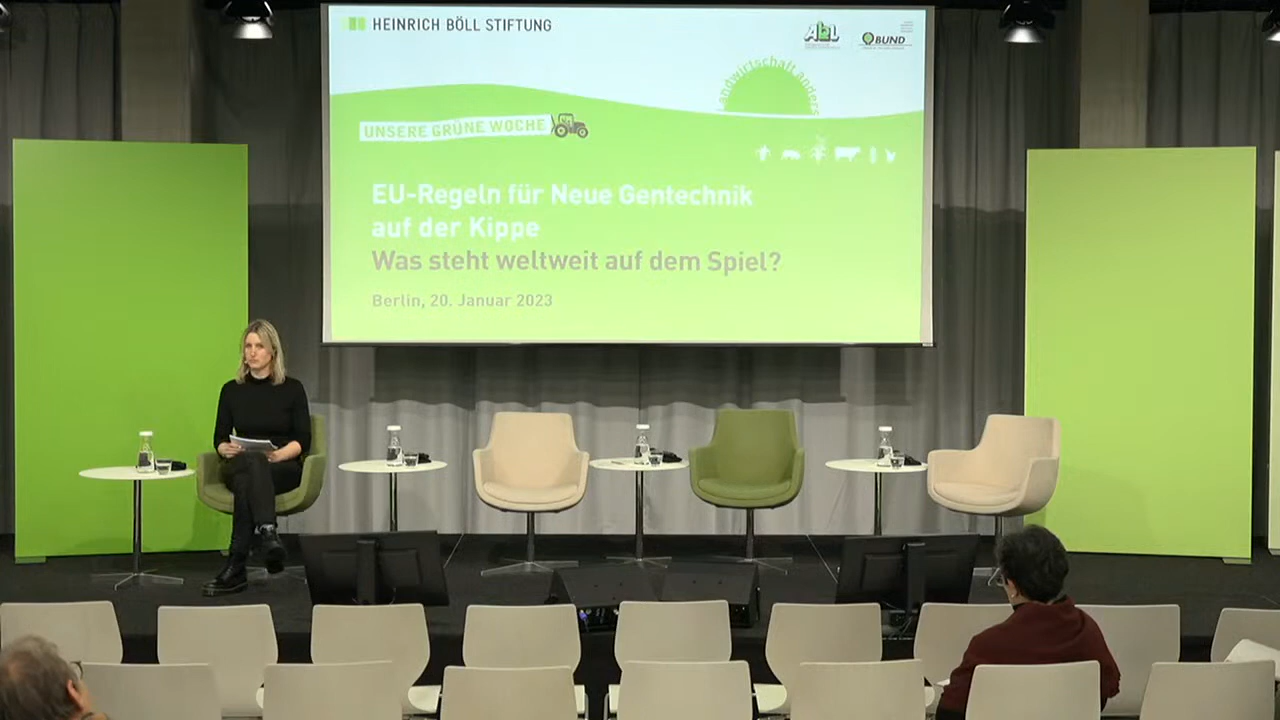 HEINRICH BÖLL STIFTUNG
AbL
BUND
landwirtschaft anders
UNSERE GRÜNE WOCHE
EU-Regeln für Neue Gentechnik
auf der Kippe
Was steht weltweit auf dem Spiel?
Berlin, 20. Januar 2023